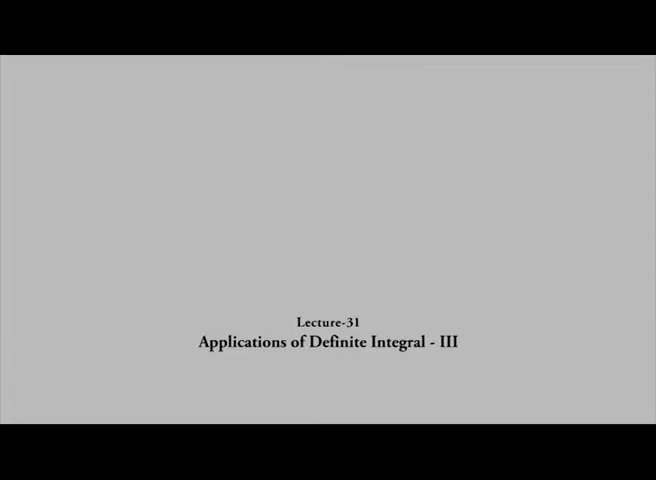 Lecture-31
Applications of Definite Integral - III